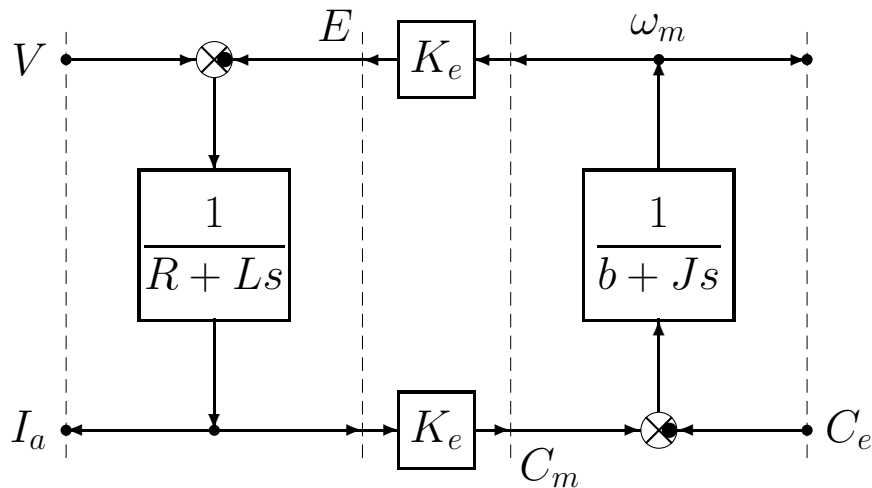 V E K_e ω_m
1
R + Ls
1
b + Js
I_a K_e C_m C_e